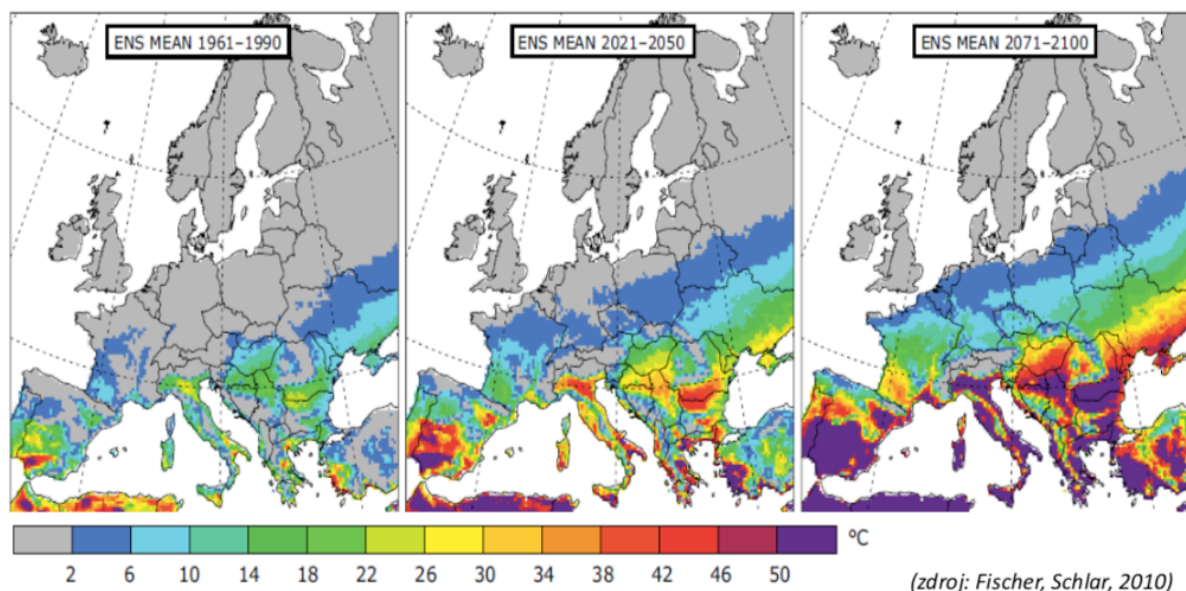 ENS MEAN 1961–1990
ENS MEAN 2021–2050
ENS MEAN 2071–2100
2 6 10 14 18 22 26 30 34 38 42 46 50 °C
(zdroj: Fischer, Schlar, 2010)